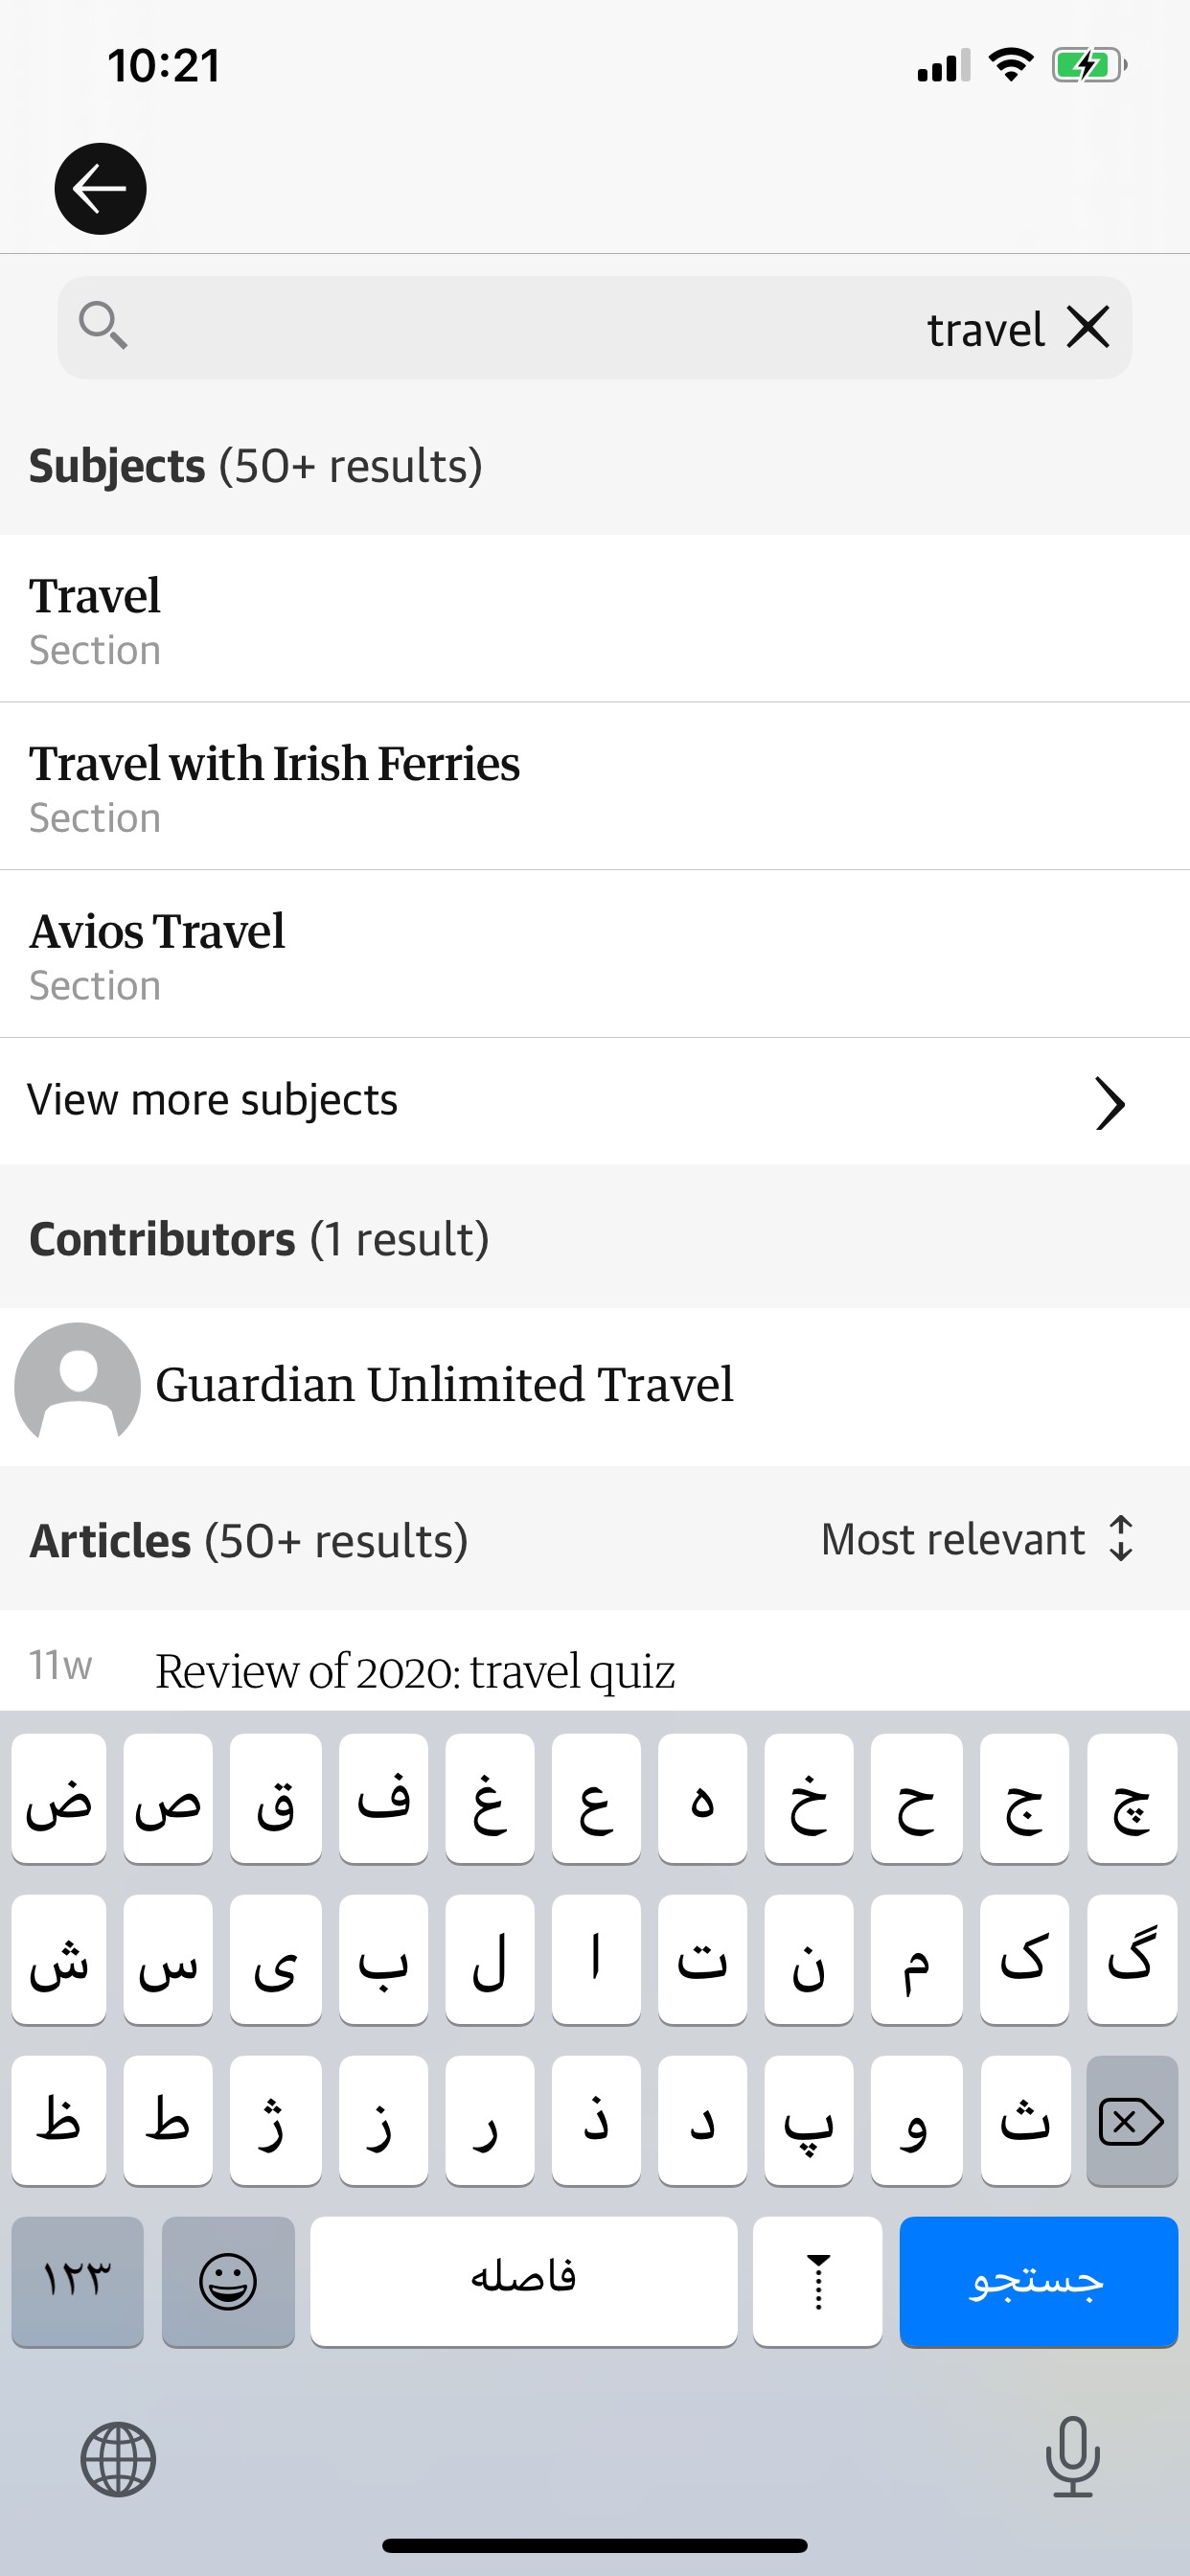 10:21
travel
Subjects (50+ results)
Travel
Section
Travel with Irish Ferries
Section
Avios Travel
Section
View more subjects
Contributors (1 result)
Guardian Unlimited Travel
Articles (50+ results) Most relevant
11w Review of 2020: travel quiz
ض ص ق ف غ ع ه خ ح ج چ
ش س ی ب ل ا ت ن م ک گ
ظ ط ژ ز ر ذ د پ و ث
۱۲۳ فاصله جستجو